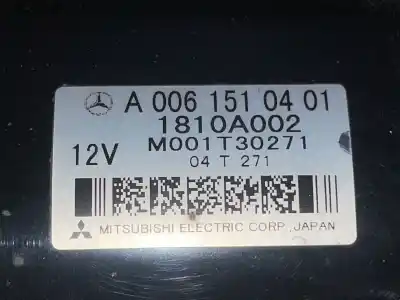 A 006 151 04 01
1810A002
12V M001T30271
04 T 271
MITSUBISHI ELECTRIC CORP., JAPAN